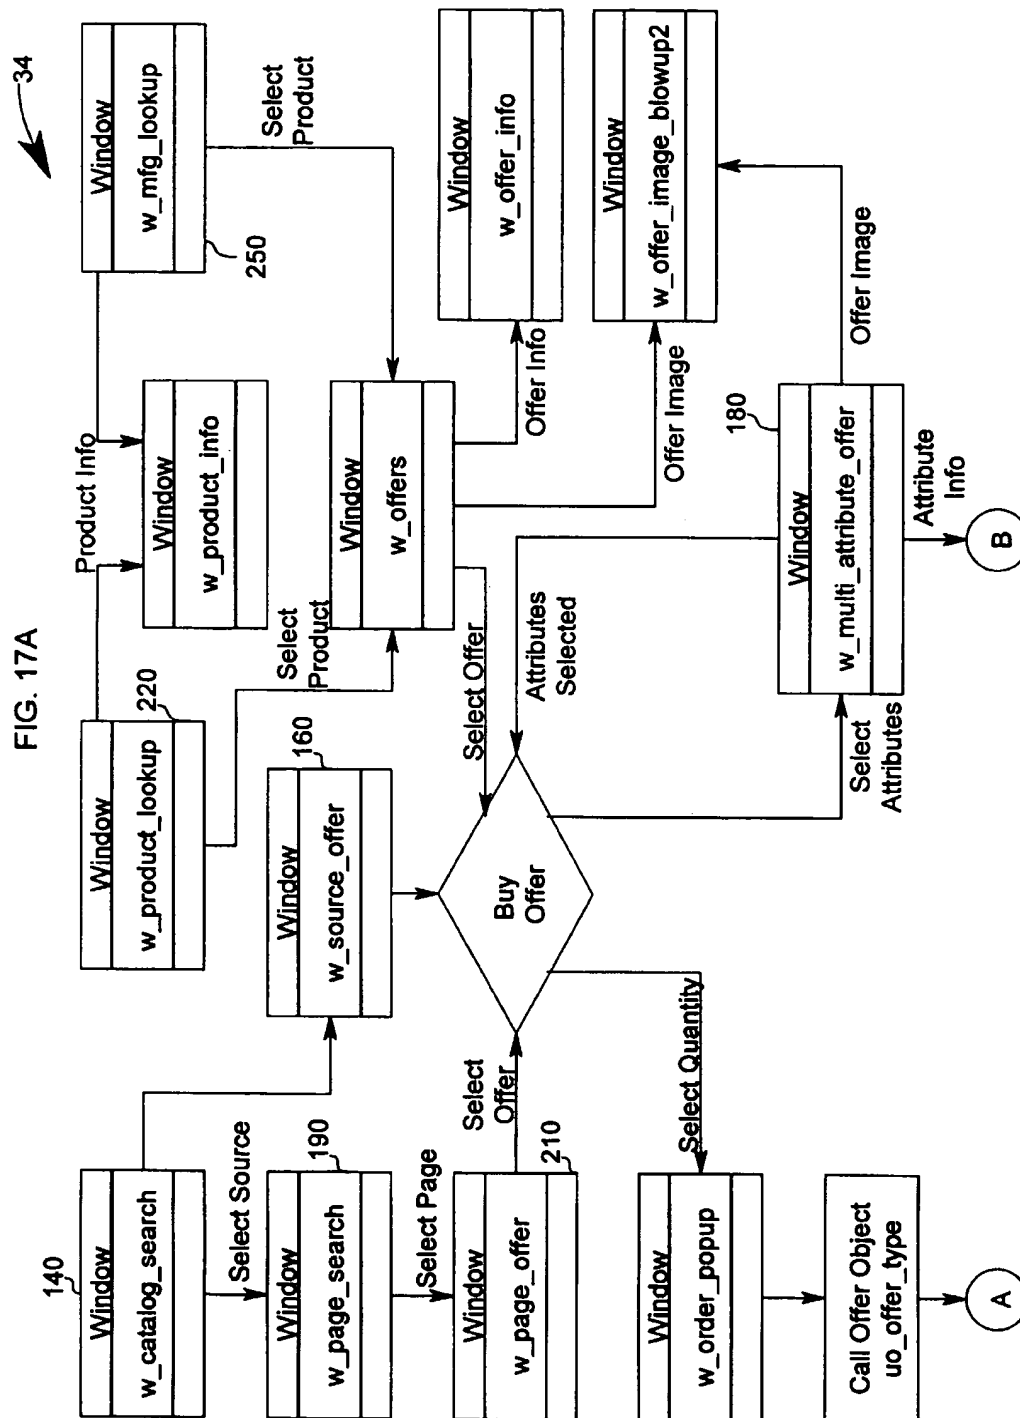 FIG. 17A
34
140
Window
w_catalog_search
Select Source
190
Window
w_page_search
Select Page
Window
w_page_offer
210
Select
Offer
Window
w_order_popup
Select Quantity
Call Offer Object
uo_offer_type
A
Window
w_product_lookup
220
160
Window
w_source_offer
Buy
Offer
Product Info
Window
w_product_info
Select
Product
Window
w_offers
Select Offer
Attributes
Selected
Select
Attributes
180
Window
w_multi_attribute_offer
Attribute
Info
B
Window
w_mfg_lookup
250
Select
Product
Offer Info
Window
w_offer_info
Offer Image
Window
w_offer_image_blowup2
Offer Image